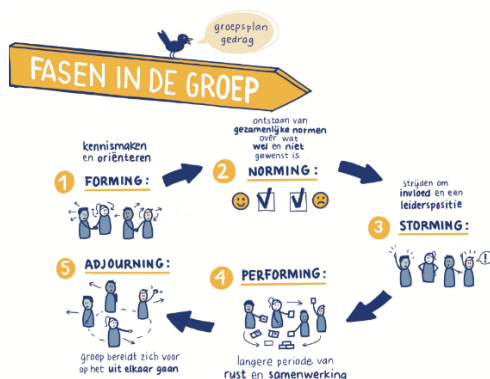 groepsplan
gedrag
FASEN IN DE GROEP
kennismaken
en oriënteren
1 FORMING:
ontstaan van
gezamenlijke normen
over wat
wel en niet
gewenst is
2 NORMING:
strijden om
invloed en een
leiderspositie
3 STORMING:
!
4 PERFORMING:
langere periode van
rust en samenwerking
5 ADJOURNING:
groep bereidt zich voor
op het uit elkaar gaan